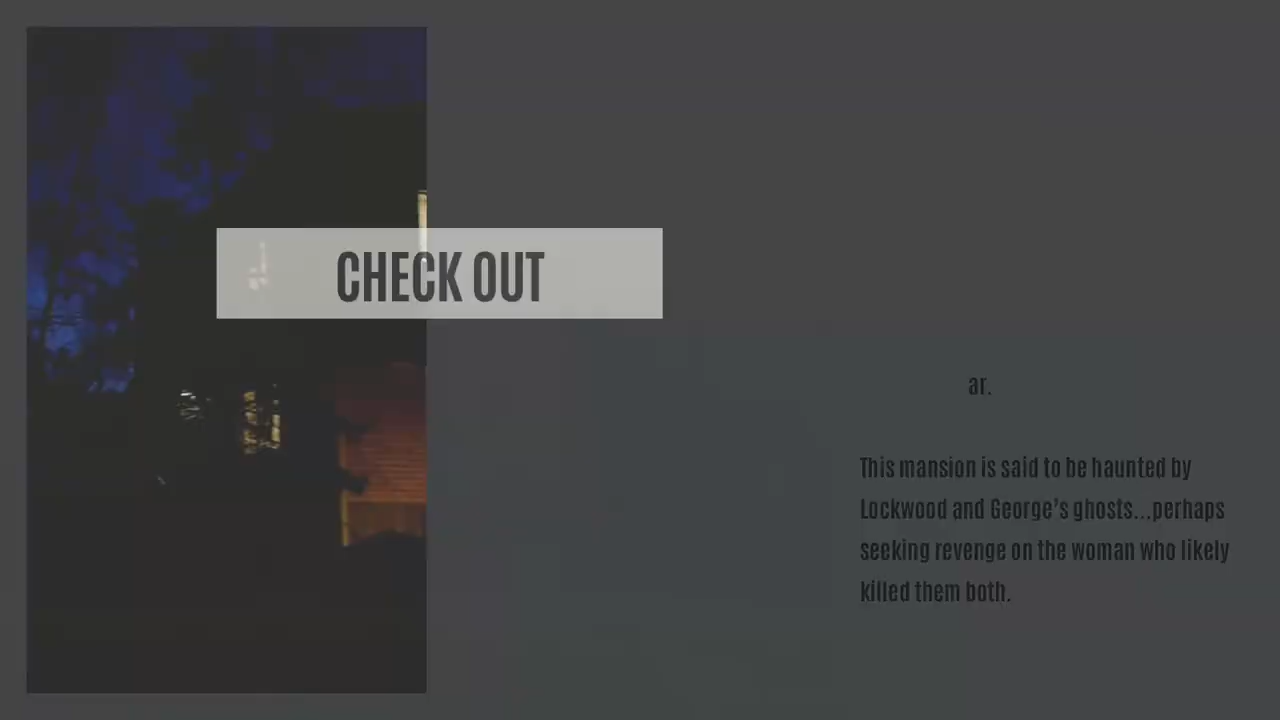 CHECK OUT
ar.
This mansion is said to be haunted by
Lockwood and George's ghosts...perhaps
seeking revenge on the woman who likely
killed them both.